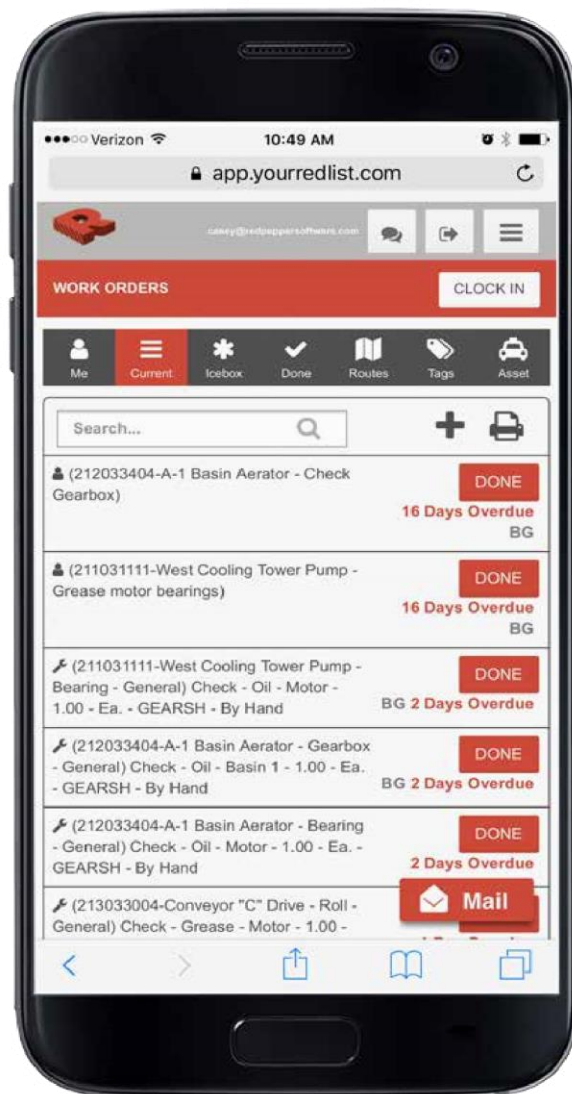 Verizon 10:49 AM
app.yourredlist.com
casey@redpeppersoftware.com
WORK ORDERS CLOCK IN
Me Current Icebox Done Routes Tags Asset
Search...
(212033404-A-1 Basin Aerator - Check
Gearbox)
DONE
16 Days Overdue
BG
(211031111-West Cooling Tower Pump -
Grease motor bearings)
DONE
16 Days Overdue
BG
(211031111-West Cooling Tower Pump -
Bearing - General) Check - Oil - Motor -
1.00 - Ea. - GEARSH - By Hand
DONE
BG 2 Days Overdue
(212033404-A-1 Basin Aerator - Gearbox
- General) Check - Oil - Basin 1 - 1.00 - Ea.
- GEARSH - By Hand
DONE
BG 2 Days Overdue
(212033404-A-1 Basin Aerator - Bearing
- General) Check - Oil - Motor - 1.00 - Ea. -
GEARSH - By Hand
DONE
2 Days Overdue
(213033004-Conveyor "C" Drive - Roll -
General) Check - Grease - Motor - 1.00 -
Mail